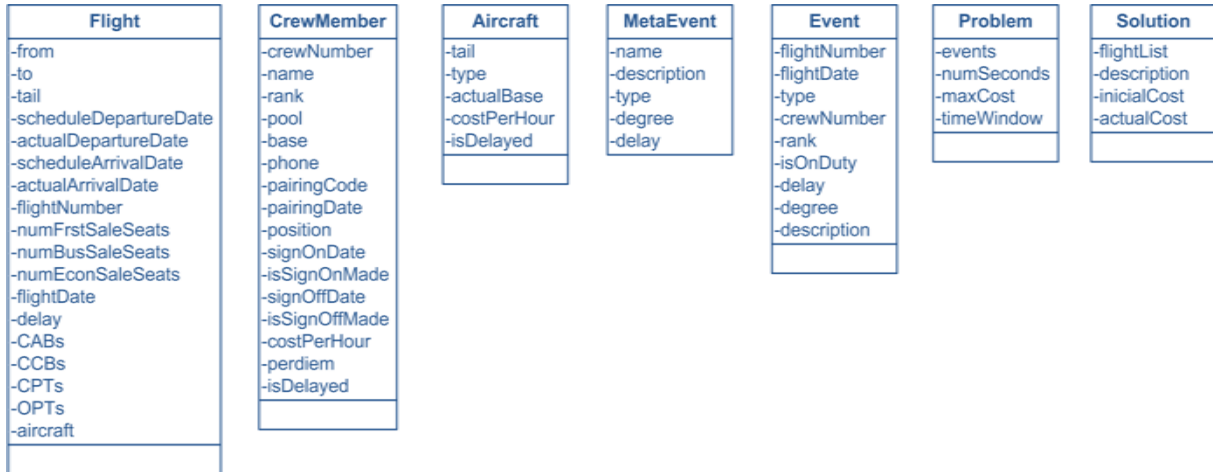 Flight
-from
-to
-tail
-scheduleDepartureDate
-actualDepartureDate
-scheduleArrivalDate
-actualArrivalDate
-flightNumber
-numFrstSaleSeats
-numBusSaleSeats
-numEconSaleSeats
-flightDate
-delay
-CABs
-CCBs
-CPTs
-OPTs
-aircraft
CrewMember
-crewNumber
-name
-rank
-pool
-base
-phone
-pairingCode
-pairingDate
-position
-signOnDate
-isSignOnMade
-signOffDate
-isSignOffMade
-costPerHour
-perdiem
-isDelayed
Aircraft
-tail
-type
-actualBase
-costPerHour
-isDelayed
MetaEvent
-name
-description
-type
-degree
-delay
Event
-flightNumber
-flightDate
-type
-crewNumber
-rank
-isOnDuty
-delay
-degree
-description
Problem
-events
-numSeconds
-maxCost
-timeWindow
Solution
-flightList
-description
-inicialCost
-actualCost